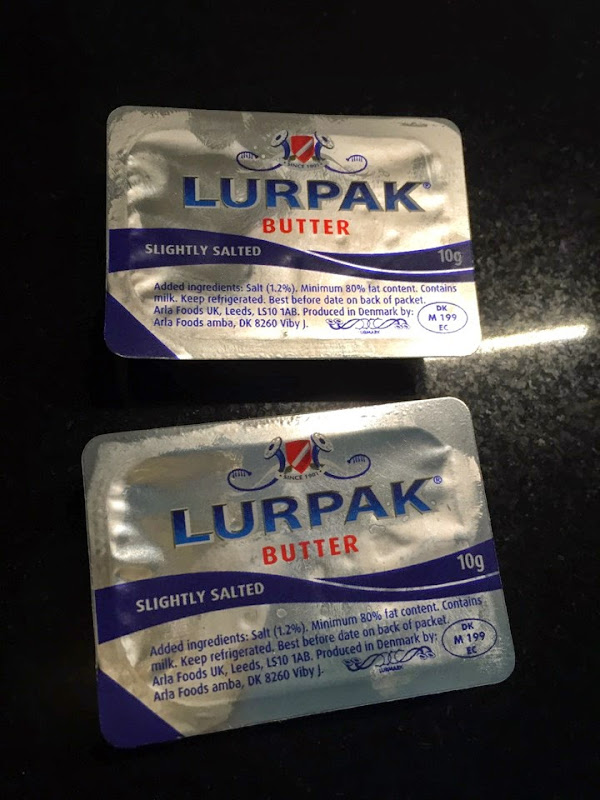 SINCE 1901
LURPAK®
BUTTER
SLIGHTLY SALTED
10g
Added ingredients: Salt (1.2%). Minimum 80% fat content. Contains
milk. Keep refrigerated. Best before date on back of packet.
Arla Foods UK, Leeds, LS10 1AB. Produced in Denmark by:
Arla Foods amba, DK 8260 Viby J.
LURMARK
DK
M 199
EC
SINCE 1901
LURPAK®
BUTTER
SLIGHTLY SALTED
10g
Added ingredients: Salt (1.2%). Minimum 80% fat content. Contains
milk. Keep refrigerated. Best before date on back of packet.
Arla Foods UK, Leeds, LS10 1AB. Produced in Denmark by:
Arla Foods amba, DK 8260 Viby J.
LURMARK
DK
M 199
EC